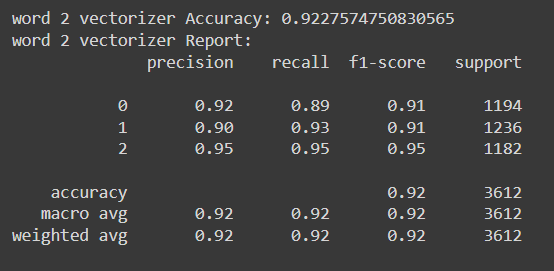 word 2 vectorizer Accuracy: 0.9227574750830565
word 2 vectorizer Report:
precision recall f1-score support
0 0.92 0.89 0.91 1194
1 0.90 0.93 0.91 1236
2 0.95 0.95 0.95 1182
accuracy 0.92 3612
macro avg 0.92 0.92 0.92 3612
weighted avg 0.92 0.92 0.92 3612